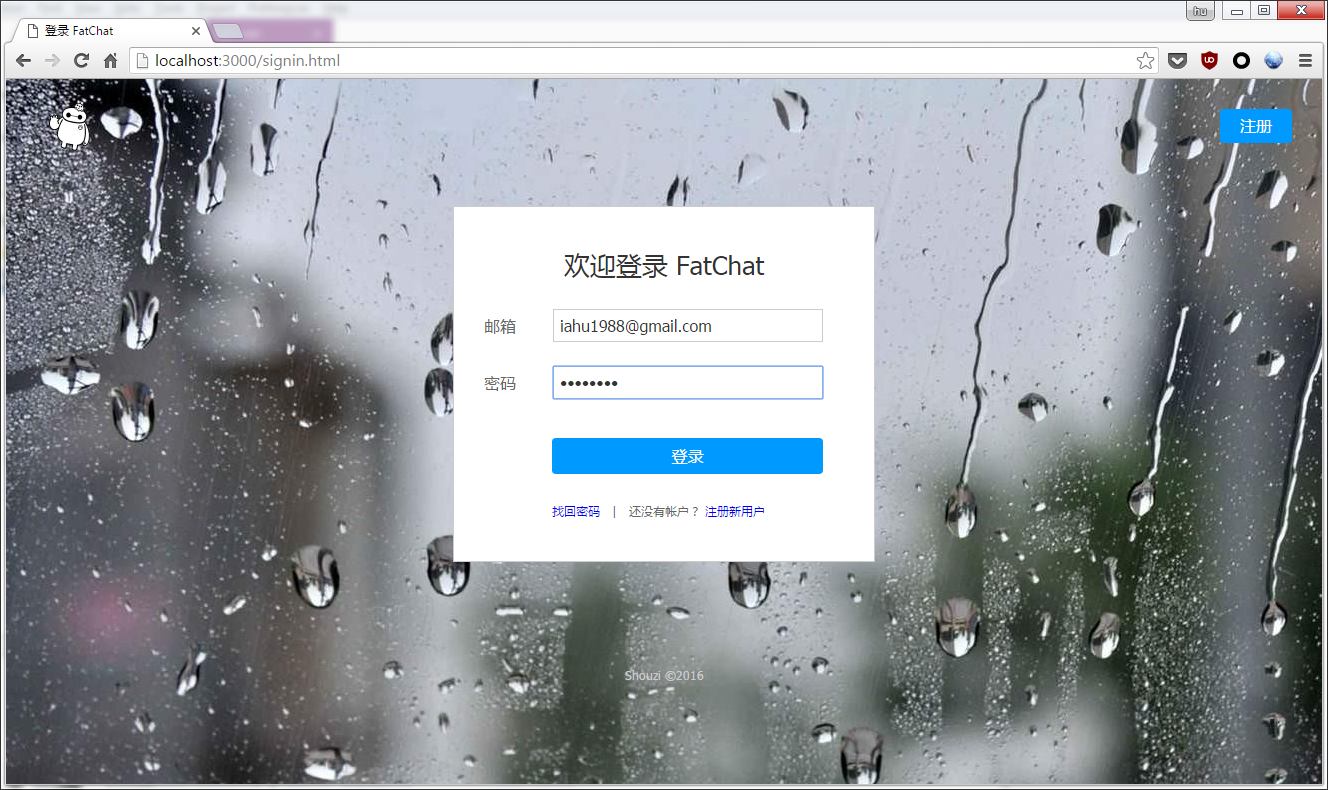 hu
登录 FatChat
localhost:3000/signin.html
注册
欢迎登录 FatChat
邮箱 iahu1988@gmail.com
密码 ••••••••
登录
找回密码 | 还没有帐户？ 注册新用户
Shouzi ©2016